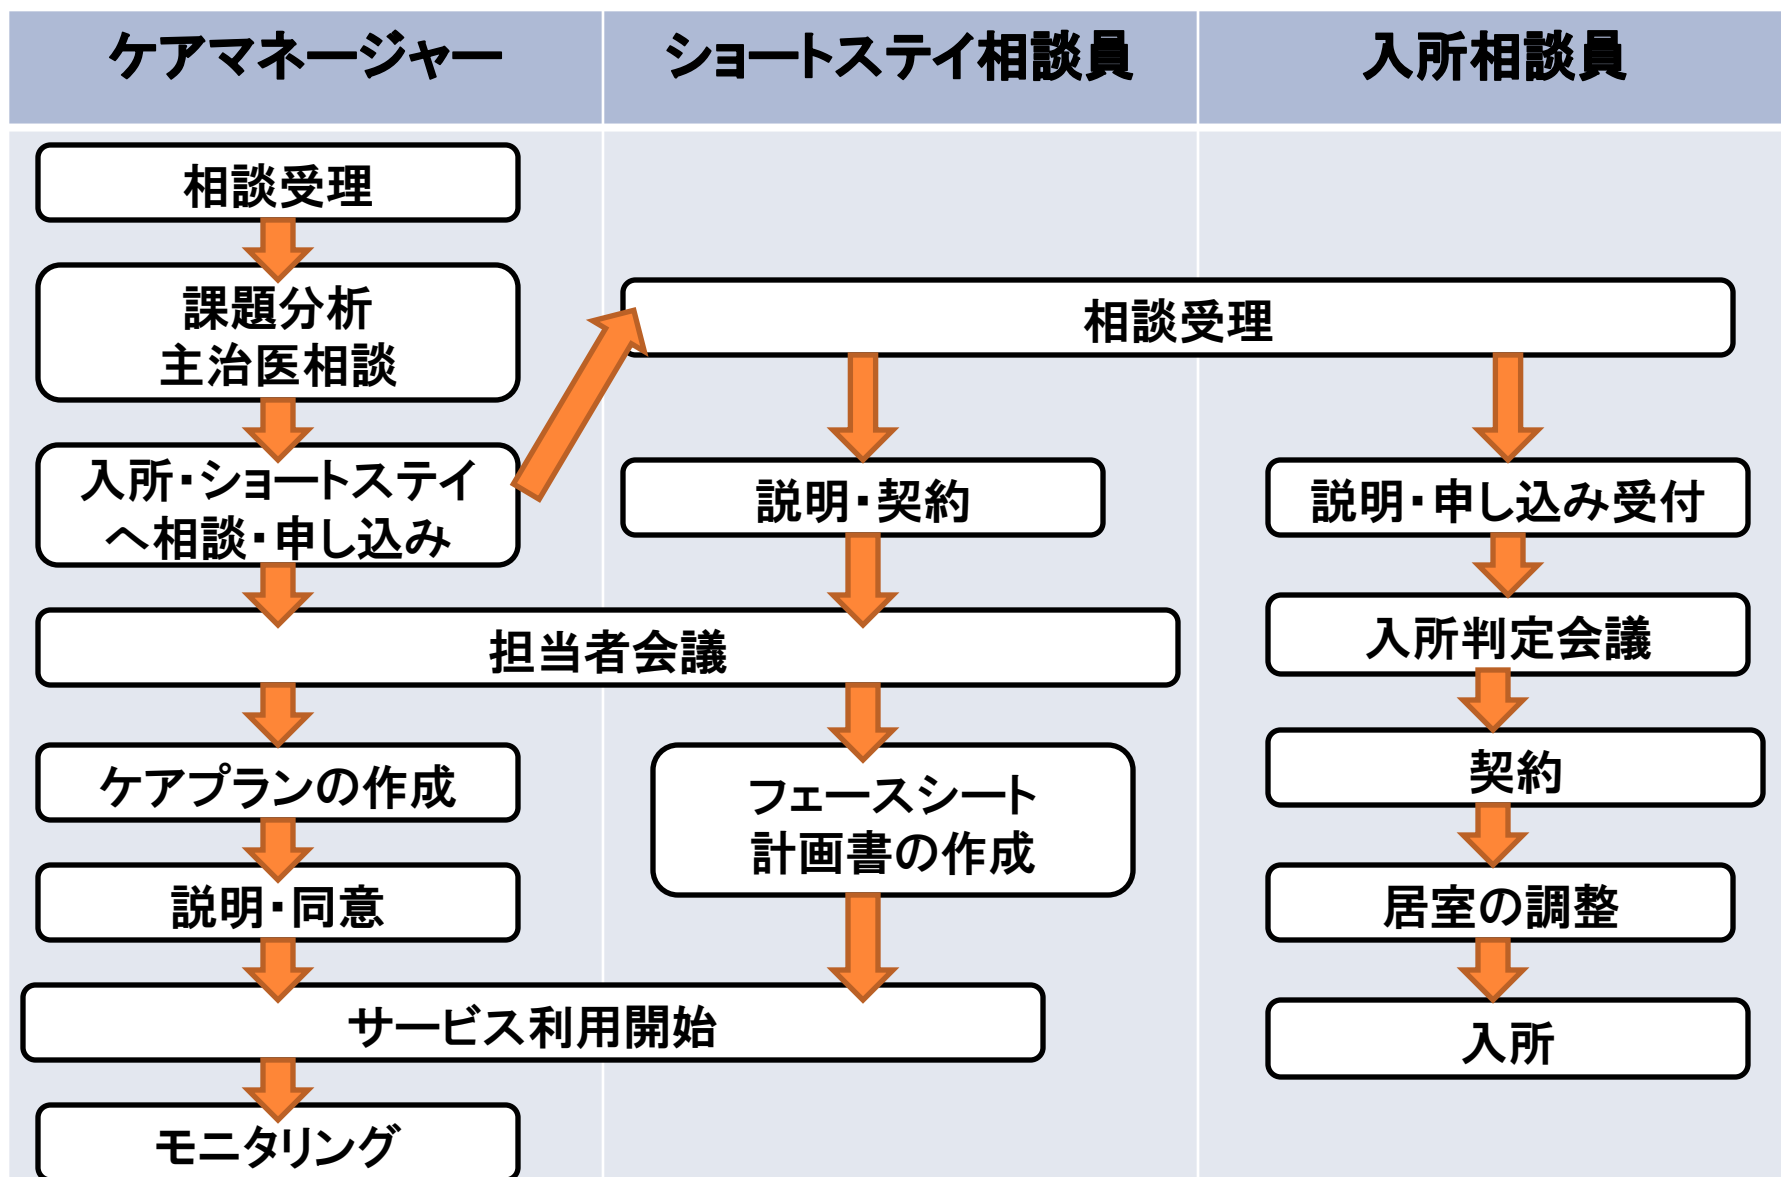 ケアマネージャー
ショートステイ相談員
入所相談員
相談受理
課題分析
主治医相談
入所・ショートステイ
へ相談・申し込み
相談受理
説明・契約
説明・申し込み受付
担当者会議
入所判定会議
ケアプランの作成
フェースシート
計画書の作成
契約
説明・同意
居室の調整
サービス利用開始
入所
モニタリング